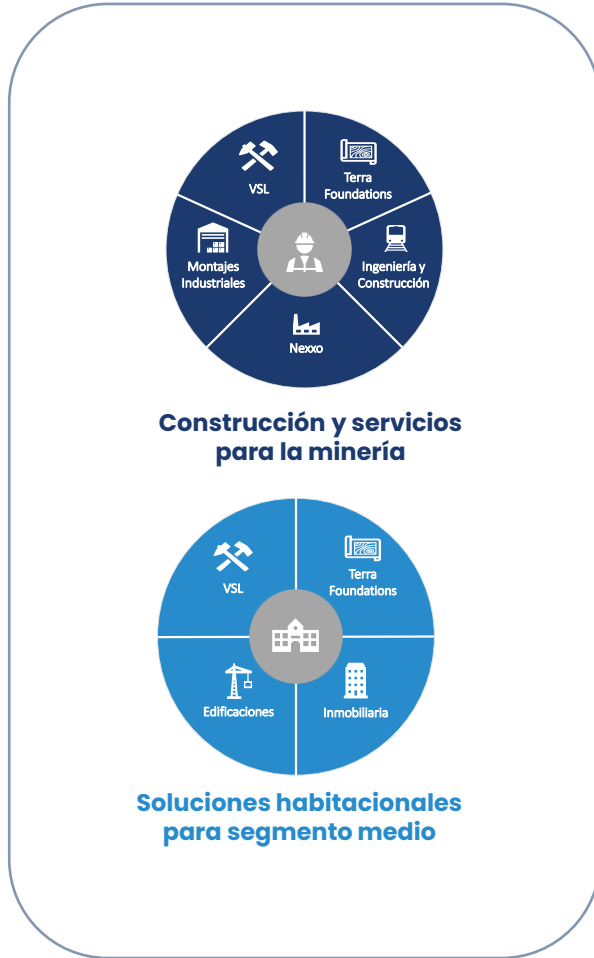 VSL
Terra
Foundations
Montajes
Industriales
Ingeniería y
Construcción
Nexxo
Construcción y servicios
para la minería
VSL
Terra
Foundations
Edificaciones
Inmobiliaria
Soluciones habitacionales
para segmento medio